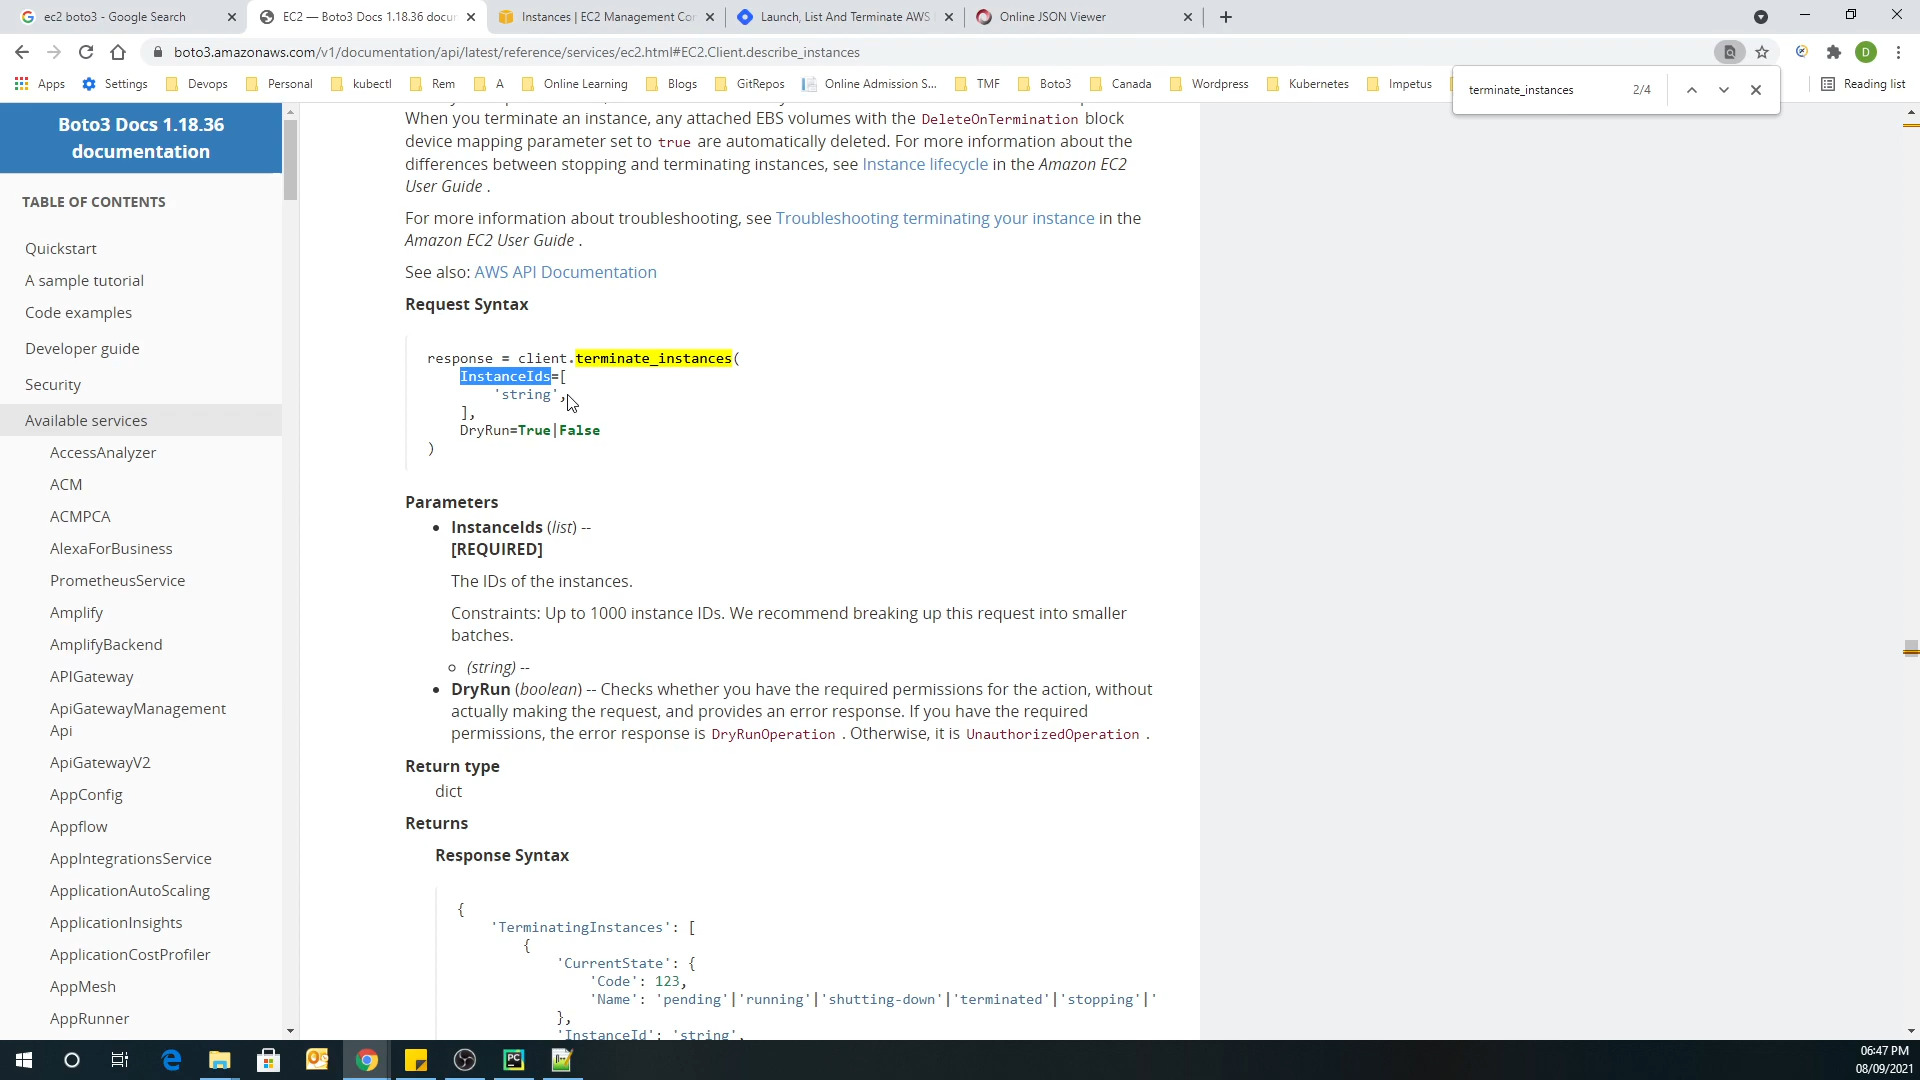 ec2 boto3 - Google Search
EC2 — Boto3 Docs 1.18.36 docum
Instances | EC2 Management Con
Launch, List And Terminate AWS
Online JSON Viewer
boto3.amazonaws.com/v1/documentation/api/latest/reference/services/ec2.html#EC2.Client.describe_instances
D
Apps
Settings
Devops
Personal
kubectl
Rem
A
Online Learning
Blogs
GitRepos
Online Admission S...
TMF
Boto3
Canada
Wordpress
Kubernetes
Impetus
Reading list
terminate_instances
2/4
Boto3 Docs 1.18.36
documentation
TABLE OF CONTENTS
Quickstart
A sample tutorial
Code examples
Developer guide
Security
Available services
AccessAnalyzer
ACM
ACMPCA
AlexaForBusiness
PrometheusService
Amplify
AmplifyBackend
APIGateway
ApiGatewayManagement
Api
ApiGatewayV2
AppConfig
Appflow
AppIntegrationsService
ApplicationAutoScaling
ApplicationInsights
ApplicationCostProfiler
AppMesh
AppRunner
When you terminate an instance, any attached EBS volumes with the DeleteOnTermination block
device mapping parameter set to true are automatically deleted. For more information about the
differences between stopping and terminating instances, see Instance lifecycle in the Amazon EC2
User Guide .
For more information about troubleshooting, see Troubleshooting terminating your instance in the
Amazon EC2 User Guide .
See also: AWS API Documentation
Request Syntax
response = client.terminate_instances(
InstanceIds=[
'string',
],
DryRun=True|False
)
Parameters
InstanceIds (list) --
[REQUIRED]
The IDs of the instances.
Constraints: Up to 1000 instance IDs. We recommend breaking up this request into smaller
batches.
(string) --
DryRun (boolean) -- Checks whether you have the required permissions for the action, without
actually making the request, and provides an error response. If you have the required
permissions, the error response is DryRunOperation . Otherwise, it is UnauthorizedOperation .
Return type
dict
Returns
Response Syntax
{
'TerminatingInstances': [
{
'CurrentState': {
'Code': 123,
'Name': 'pending'|'running'|'shutting-down'|'terminated'|'stopping'|'
},
'InstanceId': 'string',
06:47 PM
08/09/2021